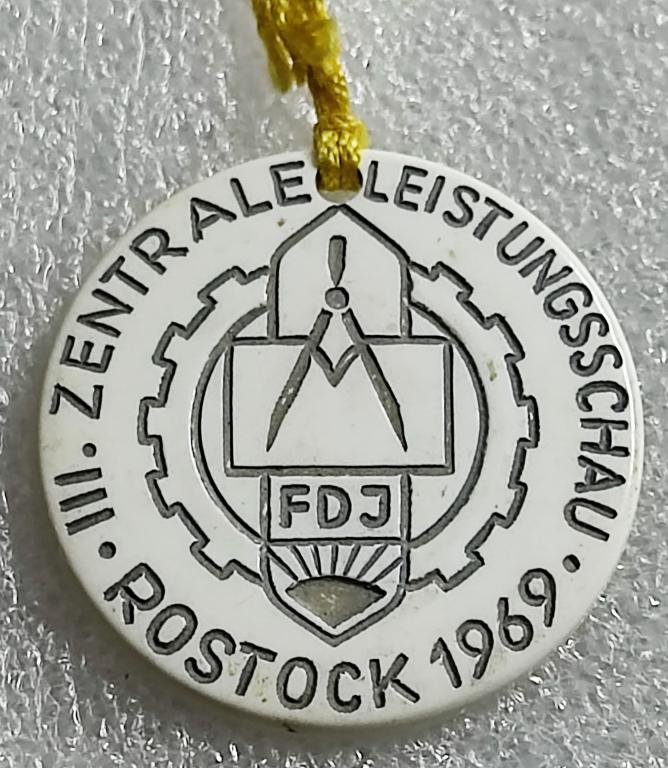 III. ZENTRALE LEISTUNGSSCHAU
FDJ
ROSTOCK 1969